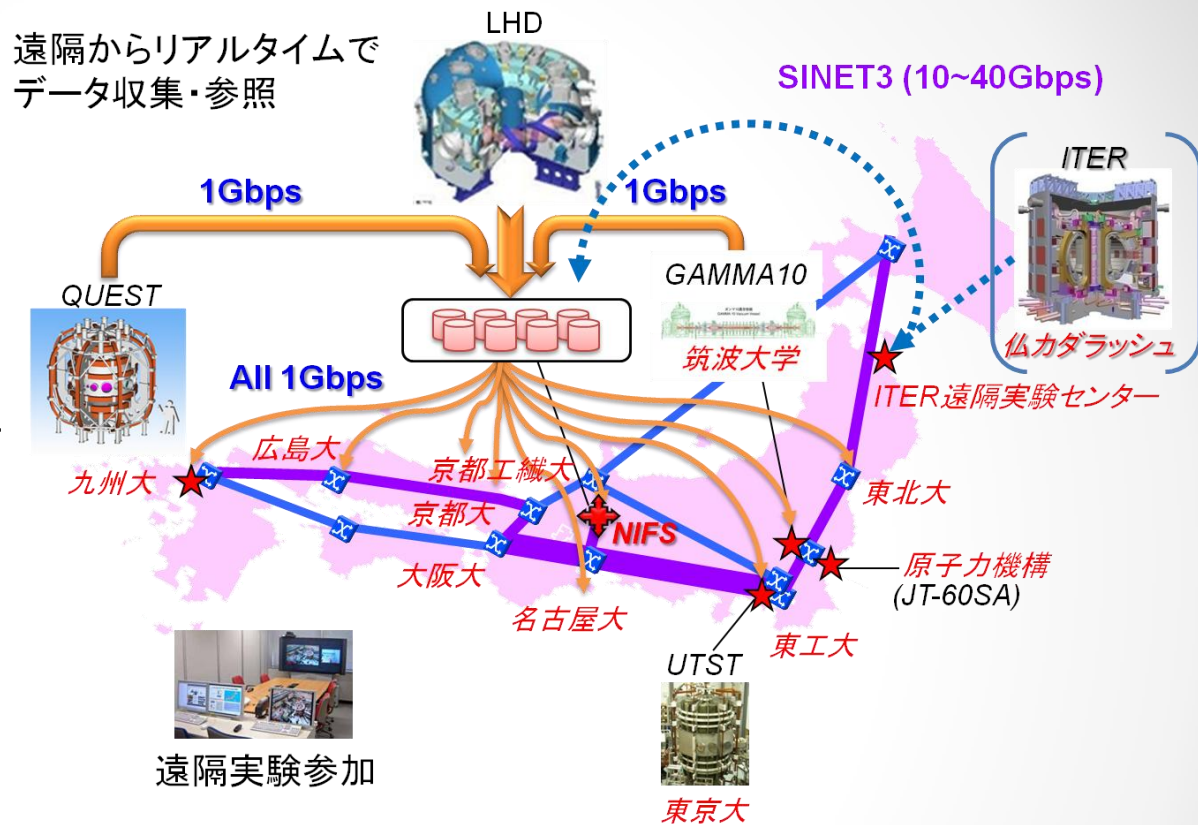 遠隔からリアルタイムで
データ収集・参照
LHD
SINET3 (10~40Gbps)
ITER
仏カダラッシュ
1Gbps
1Gbps
QUEST
GAMMA10
筑波大学
ITER遠隔実験センター
All 1Gbps
九州大
広島大
京都工繊大
京都大
大阪大
NIFS
名古屋大
東北大
原子力機構
(JT-60SA)
東工大
UTST
東京大
遠隔実験参加